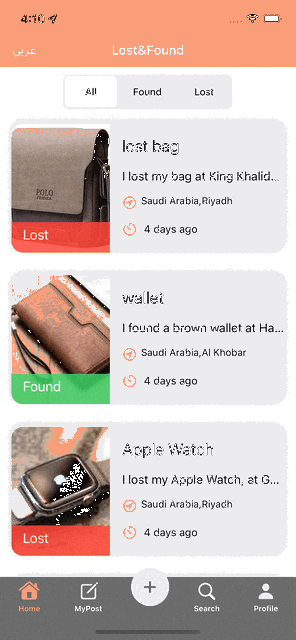 4:10
عربي
Lost&Found
All
Found
Lost
POLO
Lost
lost bag
I lost my bag at King Khalid...
Saudi Arabia,Riyadh
4 days ago
Found
wallet
I found a brown wallet at Ha...
Saudi Arabia,Al Khobar
4 days ago
Lost
Apple Watch
I lost my Apple Watch, at G...
Saudi Arabia,Riyadh
4 days ago
Home
MyPost
Search
Profile